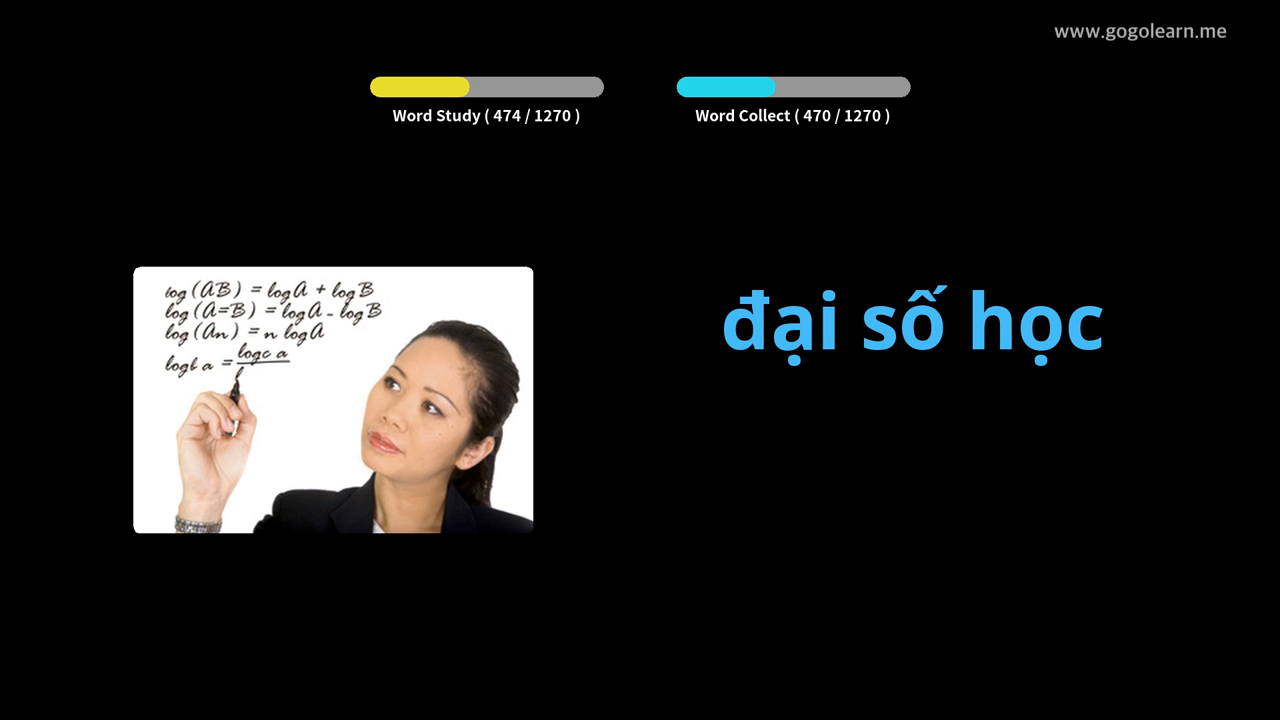 www.gogolearn.me
Word Study ( 474 / 1270 )
Word Collect ( 470 / 1270 )
log (AB) = log A + log B
log (A=B) = log A - log B
log (An) = n log A
logb a = logc a
đại số học